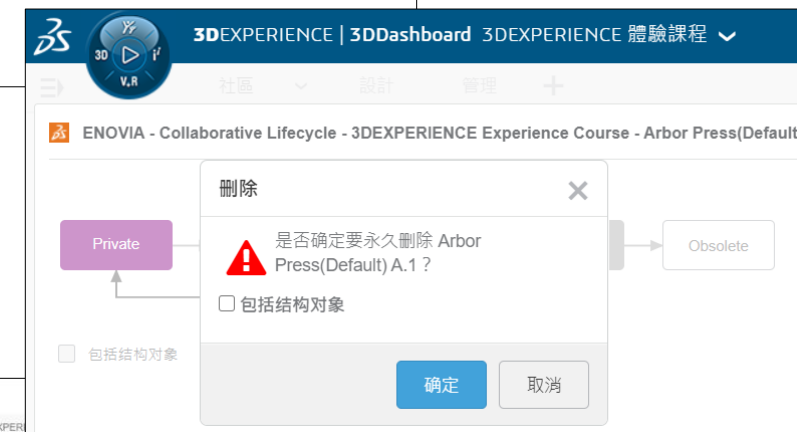 3DEXPERIENCE | 3DDashboard 3DEXPERIENCE 體驗課程
3D
V.R
社區
設計
管理
ENOVIA - Collaborative Lifecycle - 3DEXPERIENCE Experience Course - Arbor Press(Default
删除
Private
是否确定要永久删除 Arbor
Press(Default) A.1？
Obsolete
包括结构对象
包括结构对象
确定
取消